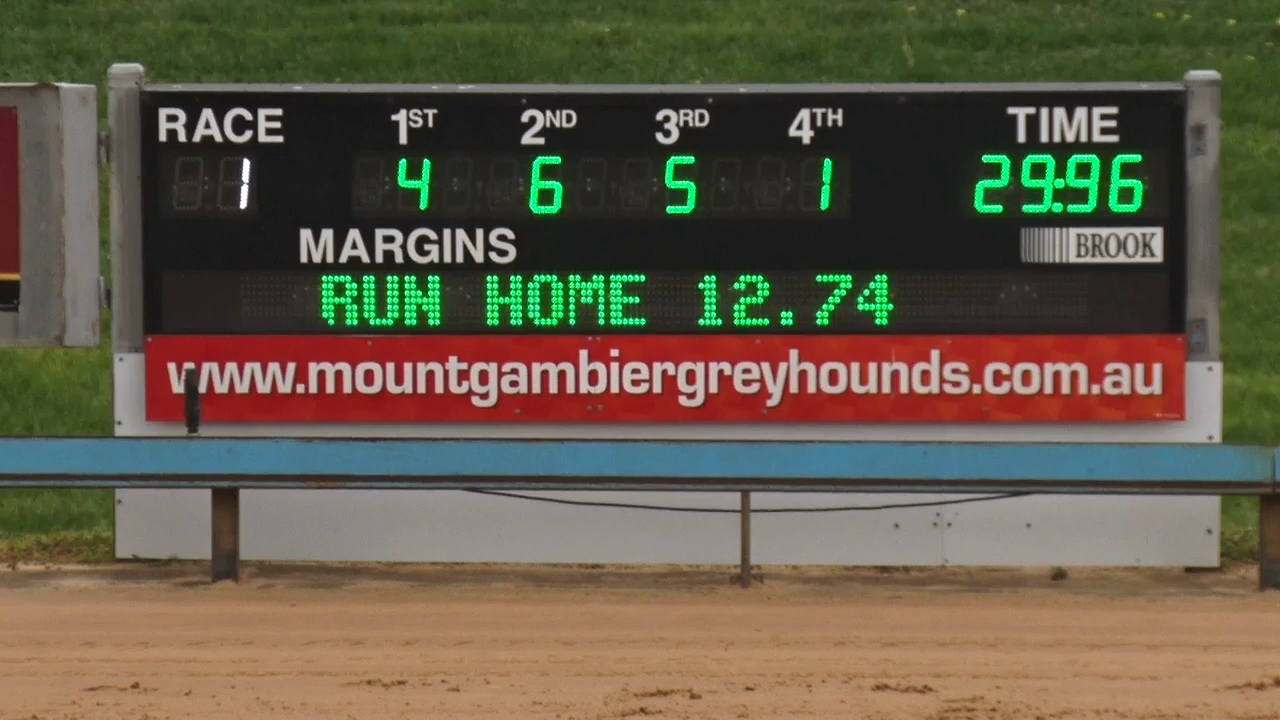 RACE 1ST 2ND 3RD 4TH TIME
1 4 6 5 1 29:96
MARGINS BROOK
RUN HOME 12.74
www.mountgambiergreyhounds.com.au